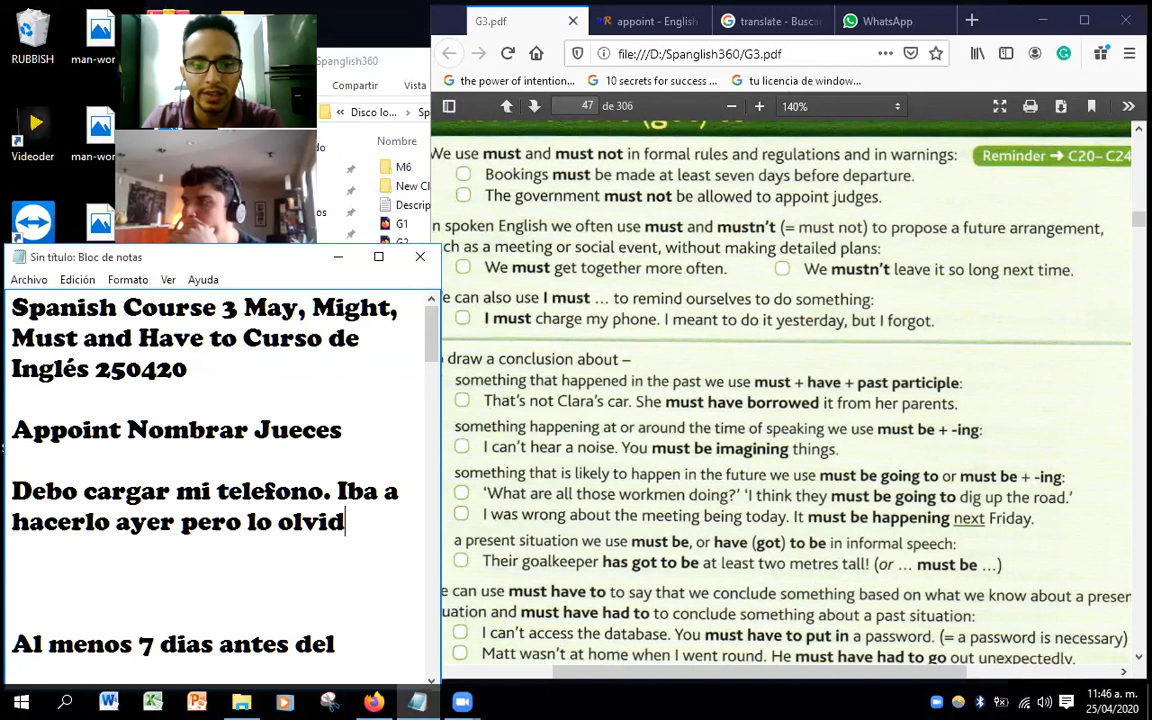 RUBBISH
man-wor...
Videoder
man-wo...
Spanglish360
Compartir
Vista
Disco lo...
Sp
Nombre
M6
New Cl
Descrip
G1
G2
G3.pdf
appoint - English
translate - Buscar
WhatsApp
file:///D:/Spanglish360/G3.pdf
the power of intention...
10 secrets for success ...
tu licencia de window...
47
de 306
140%
We use must and must not in formal rules and regulations and in warnings:
Reminder → C20– C24
Bookings must be made at least seven days before departure.
The government must not be allowed to appoint judges.
n spoken English we often use must and mustn't (= must not) to propose a future arrangement,
ch as a meeting or social event, without making detailed plans:
We must get together more often.
We mustn't leave it so long next time.
e can also use I must … to remind ourselves to do something:
I must charge my phone. I meant to do it yesterday, but I forgot.
draw a conclusion about –
something that happened in the past we use must + have + past participle:
That's not Clara's car. She must have borrowed it from her parents.
something happening at or around the time of speaking we use must be + -ing:
I can't hear a noise. You must be imagining things.
something that is likely to happen in the future we use must be going to or must be + -ing:
'What are all those workmen doing?' 'I think they must be going to dig up the road.'
I was wrong about the meeting being today. It must be happening next Friday.
a present situation we use must be, or have (got) to be in informal speech:
Their goalkeeper has got to be at least two metres tall! (or … must be …)
e can use must have to to say that we conclude something based on what we know about a presen
uation and must have had to to conclude something about a past situation:
I can't access the database. You must have to put in a password. (= a password is necessary)
Matt wasn't at home when I went round. He must have had to go out unexpectedly.
Sin título: Bloc de notas
Archivo Edición Formato Ver Ayuda
Spanish Course 3 May, Might,
Must and Have to Curso de
Inglés 250420
Appoint Nombrar Jueces
Debo cargar mi telefono. Iba a
hacerlo ayer pero lo olvid
Al menos 7 dias antes del
11:46 a. m.
25/04/2020